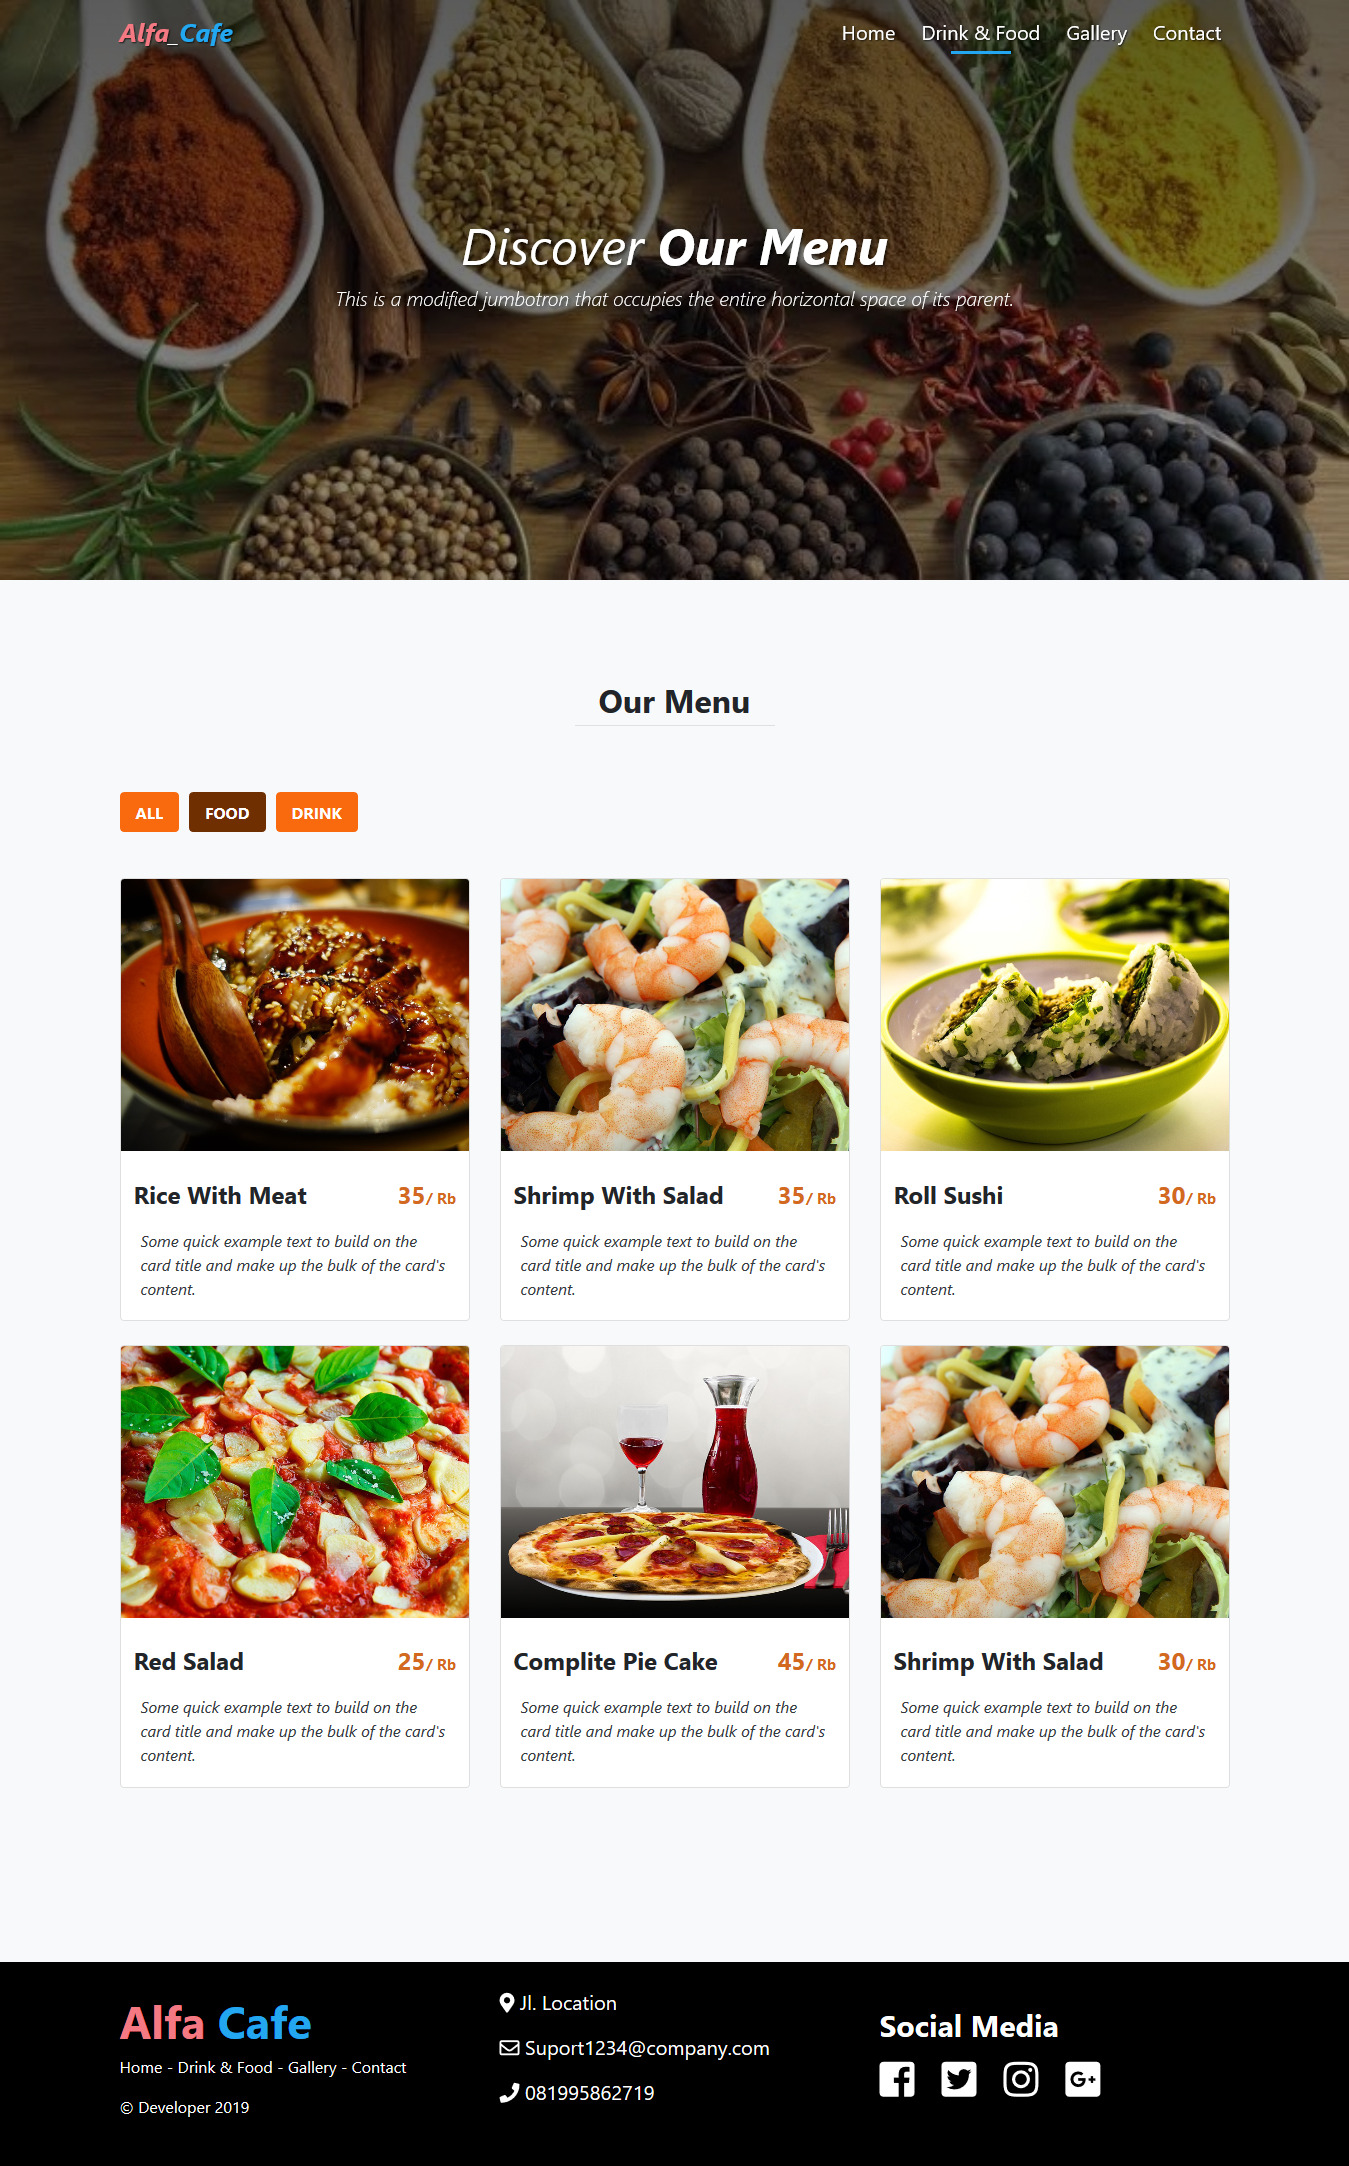 Alfa_Cafe
Home Drink & Food Gallery Contact
Discover Our Menu
This is a modified jumbotron that occupies the entire horizontal space of its parent.
Our Menu
ALL FOOD DRINK
Rice With Meat 35/ Rb
Some quick example text to build on the
card title and make up the bulk of the card's
content.
Shrimp With Salad 35/ Rb
Some quick example text to build on the
card title and make up the bulk of the card's
content.
Roll Sushi 30/ Rb
Some quick example text to build on the
card title and make up the bulk of the card's
content.
Red Salad 25/ Rb
Some quick example text to build on the
card title and make up the bulk of the card's
content.
Complite Pie Cake 45/ Rb
Some quick example text to build on the
card title and make up the bulk of the card's
content.
Shrimp With Salad 30/ Rb
Some quick example text to build on the
card title and make up the bulk of the card's
content.
Alfa Cafe
Home - Drink & Food - Gallery - Contact
© Developer 2019
Jl. Location
Suport1234@company.com
081995862719
Social Media